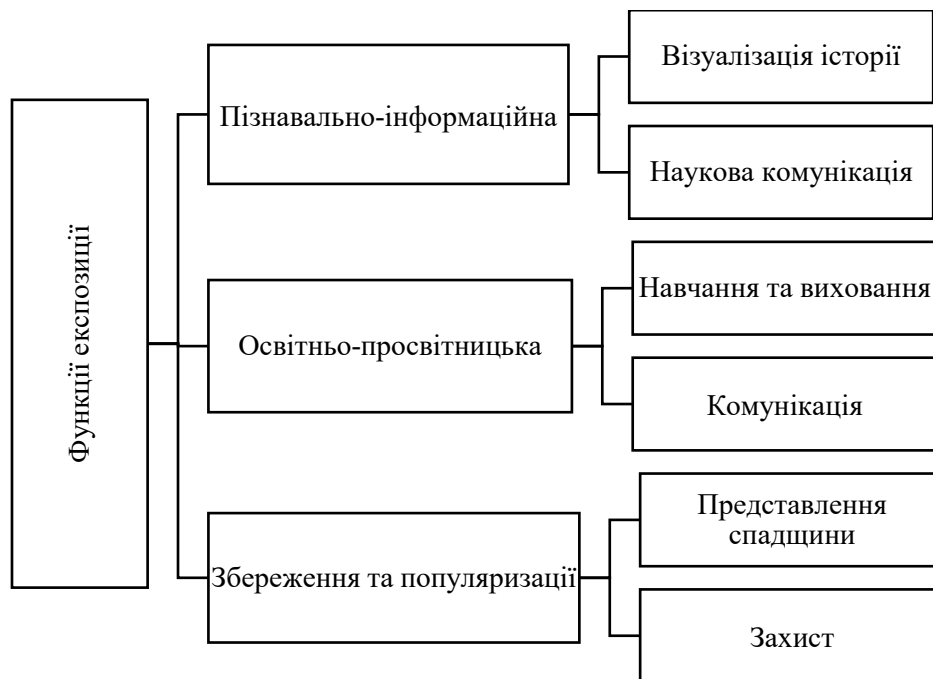 Функції експозиції
Пізнавально-інформаційна
Візуалізація історії
Наукова комунікація
Освітньо-просвітницька
Навчання та виховання
Комунікація
Збереження та популяризації
Представлення
спадщини
Захист